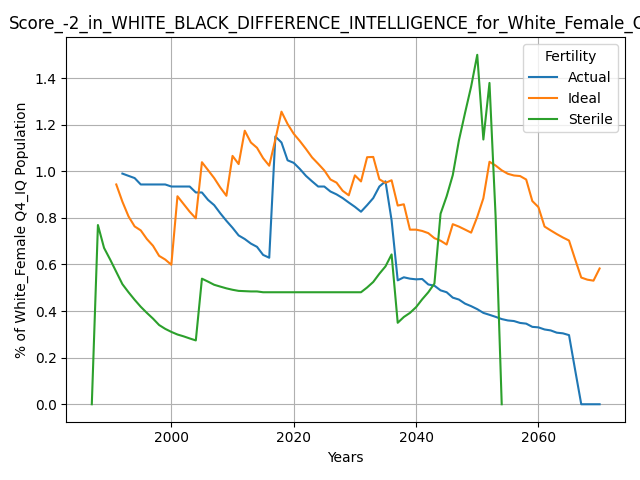 Score_-2_in_WHITE_BLACK_DIFFERENCE_INTELLIGENCE_for_White_Female_
Fertility
Actual
Ideal
Sterile
% of White_Female Q4_IQ Population
1.4
1.2
1.0
0.8
0.6
0.4
0.2
0.0
2000
2020
2040
2060
Years